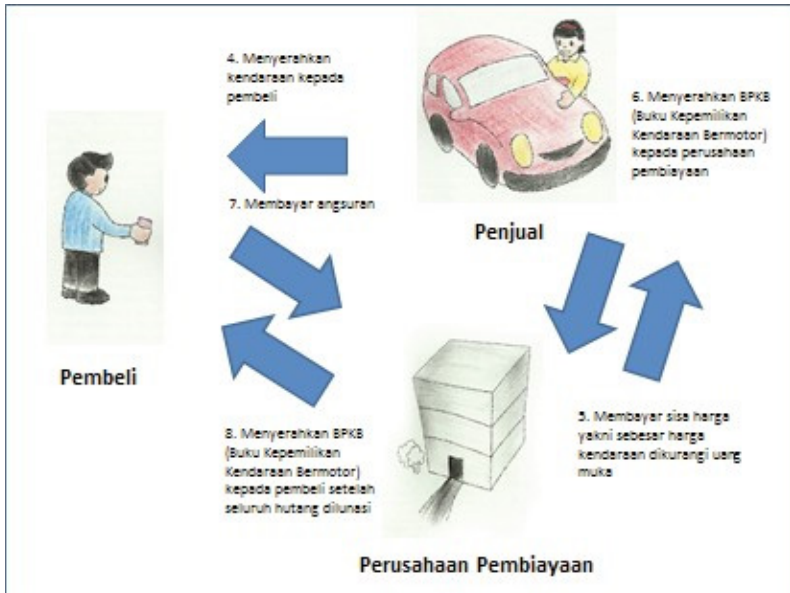 4. Menyerahkan
kendaraan kepada
pembeli
6. Menyerahkan BPKB
(Buku Kepemilikan
Kendaraan Bermotor)
kepada perusahaan
pembiayaan
7. Membayar angsuran
Penjual
Pembeli
8. Menyerahkan BPKB
(Buku Kepemilikan
Kendaraan Bermotor)
kepada pembeli setelah
seluruh hutang dilunasi
5. Membayar sisa harga
yakni sebesar harga
kendaraan dikurangi uang
muka
Perusahaan Pembiayaan